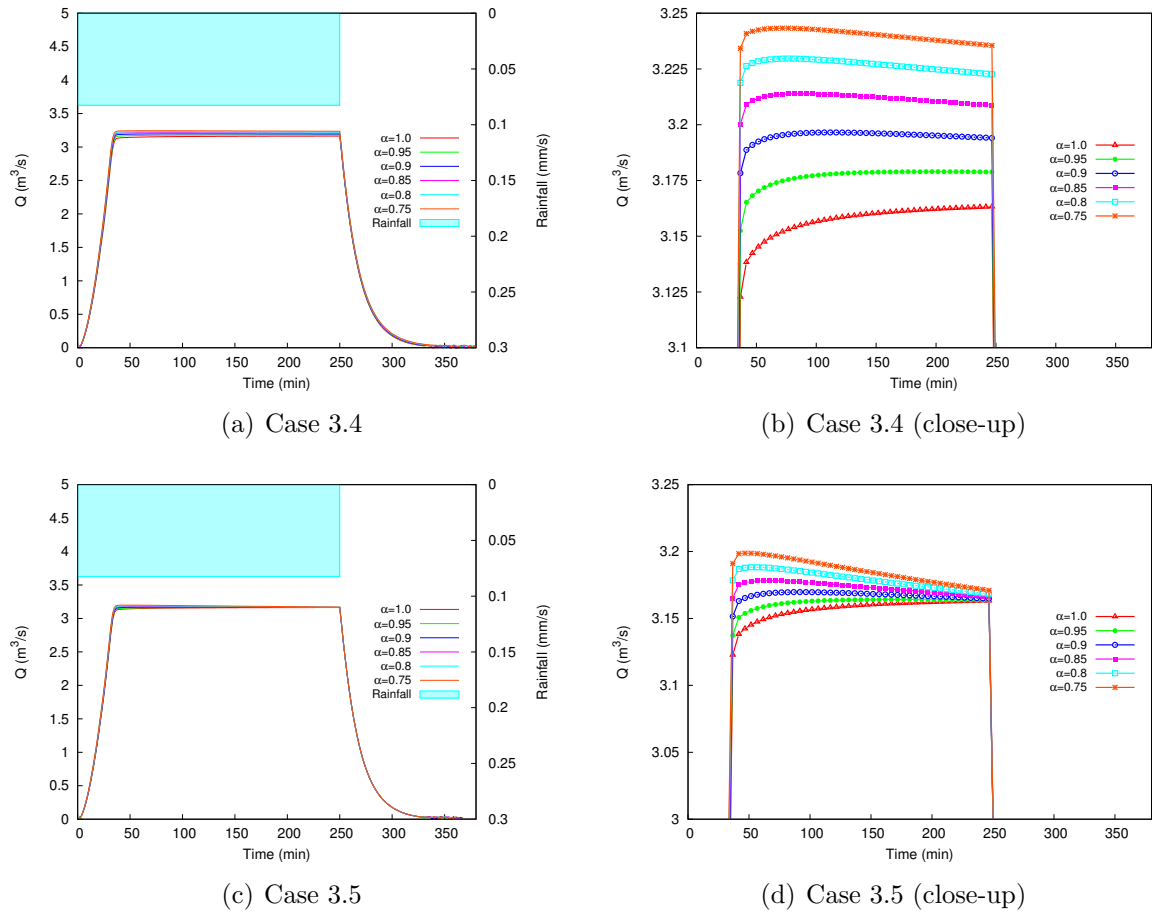 5
4.5
4
3.5
3
2.5
2
1.5
1
0.5
0
0
50
100
150
200
250
300
350
0
0.05
0.1
0.15
0.2
0.25
0.3
Q (m³/s)
Rainfall (mm/s)
Time (min)
α=1.0
α=0.95
α=0.9
α=0.85
α=0.8
α=0.75
Rainfall
(a) Case 3.4
3.25
3.225
3.2
3.175
3.15
3.125
3.1
0
50
100
150
200
250
300
350
Q (m³/s)
Time (min)
α=1.0
α=0.95
α=0.9
α=0.85
α=0.8
α=0.75
(b) Case 3.4 (close-up)
5
4.5
4
3.5
3
2.5
2
1.5
1
0.5
0
0
50
100
150
200
250
300
350
0
0.05
0.1
0.15
0.2
0.25
0.3
Q (m³/s)
Rainfall (mm/s)
Time (min)
α=1.0
α=0.95
α=0.9
α=0.85
α=0.8
α=0.75
Rainfall
(c) Case 3.5
3.25
3.2
3.15
3.1
3.05
3
0
50
100
150
200
250
300
350
Q (m³/s)
Time (min)
α=1.0
α=0.95
α=0.9
α=0.85
α=0.8
α=0.75
(d) Case 3.5 (close-up)